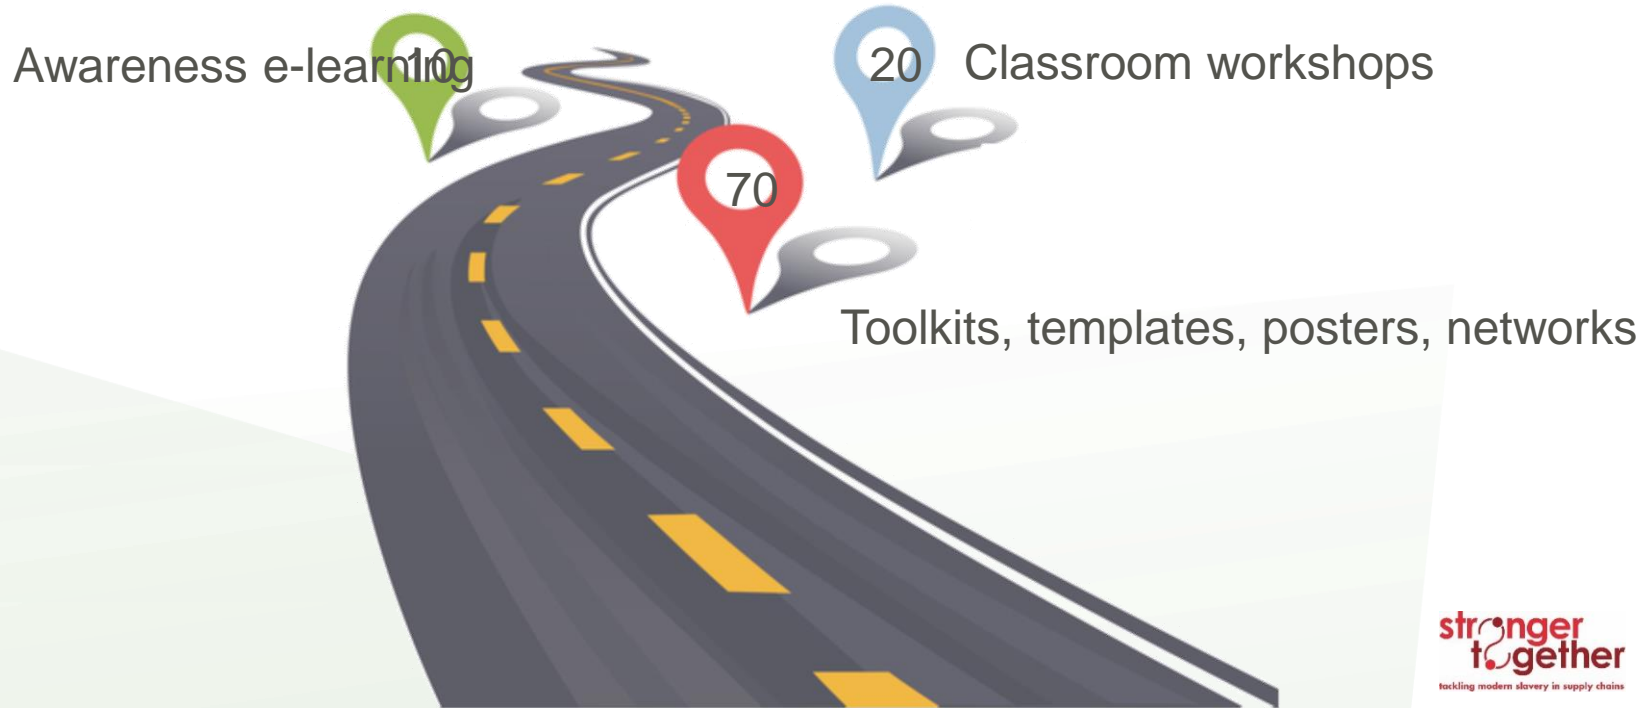 Awareness e-learning
10
20
Classroom workshops
70
Toolkits, templates, posters, networks
stronger
together
tackling modern slavery in supply chains